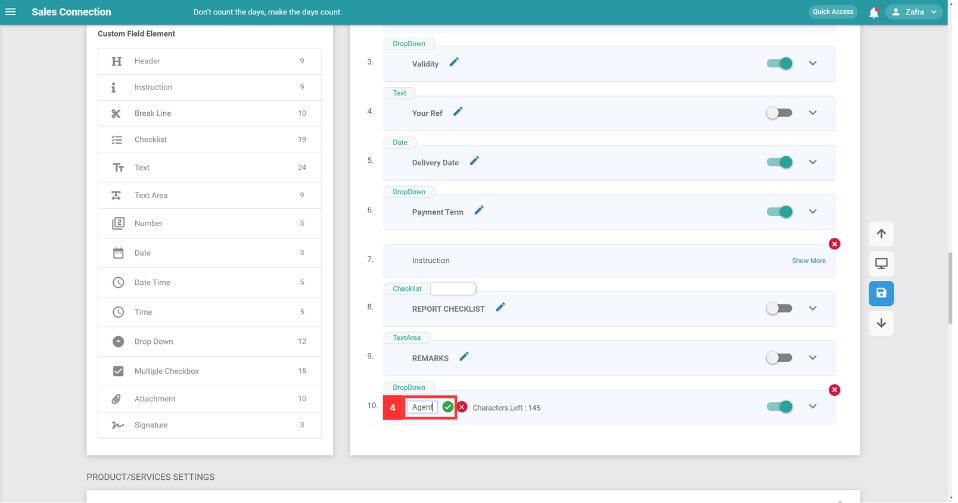 Sales Connection
Don't count the days, make the days count.
Quick Access
Zafra
Custom Field Element
Header 9
Instruction 9
Break Line 10
Checklist 19
Text 24
Text Area 9
Number 5
Date 3
Date Time 5
Time 5
Drop Down 12
Multiple Checkbox 15
Attachment 10
Signature 3
DropDown
3. Validity
Text
4. Your Ref
Date
5. Delivery Date
DropDown
6. Payment Term
7. Instruction Show More
Checklist
8. REPORT CHECKLIST
TextArea
9. REMARKS
DropDown
10. 4 Agent Characters Left : 145
PRODUCT/SERVICES SETTINGS